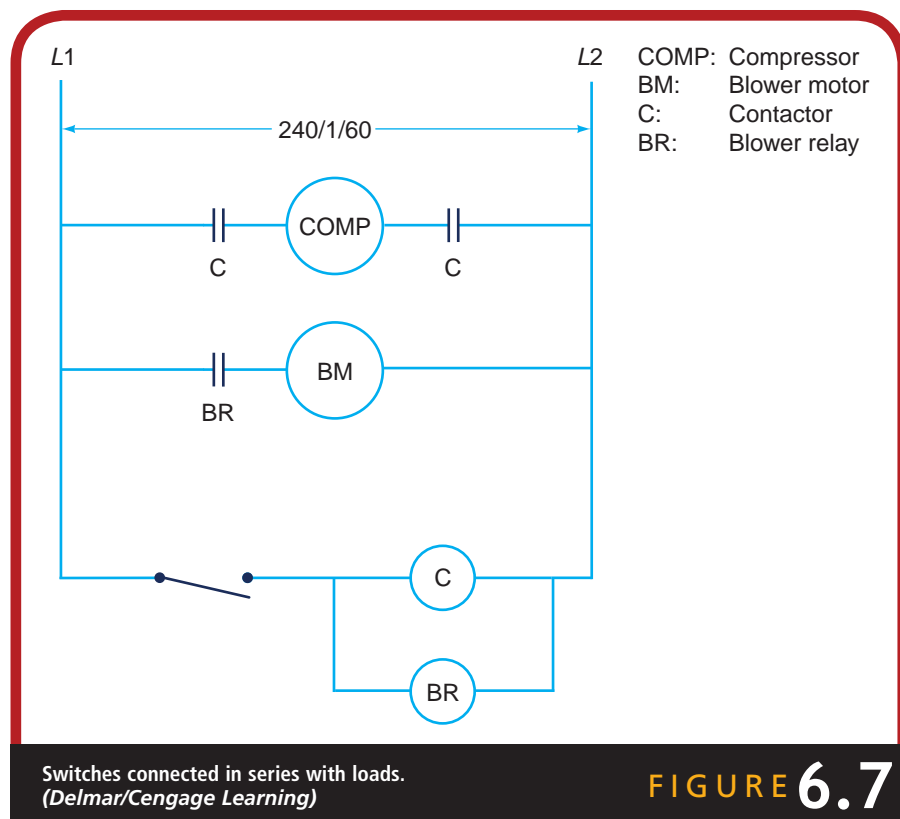 L1
L2
COMP: Compressor
BM: Blower motor
C: Contactor
BR: Blower relay
240/1/60
COMP
C
C
BM
BR
C
BR
Switches connected in series with loads.
(Delmar/Cengage Learning)
FIGURE 6.7